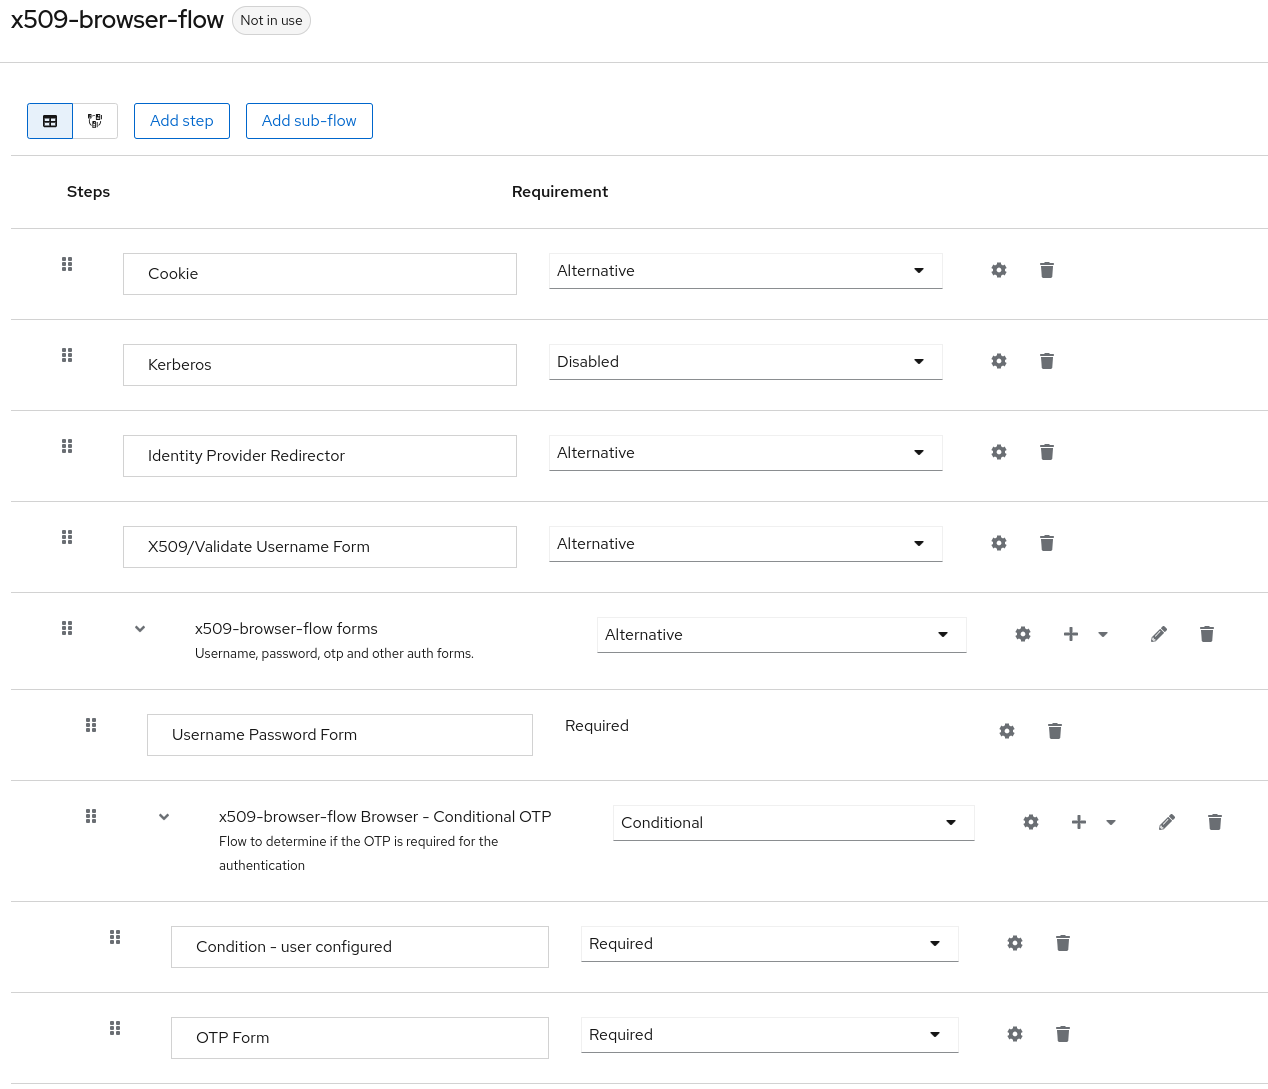 x509-browser-flow Not in use
Add step Add sub-flow
Steps Requirement
Cookie Alternative
Kerberos Disabled
Identity Provider Redirector Alternative
X509/Validate Username Form Alternative
x509-browser-flow forms Alternative
Username, password, otp and other auth forms.
Username Password Form Required
x509-browser-flow Browser - Conditional OTP Conditional
Flow to determine if the OTP is required for the
authentication
Condition - user configured Required
OTP Form Required